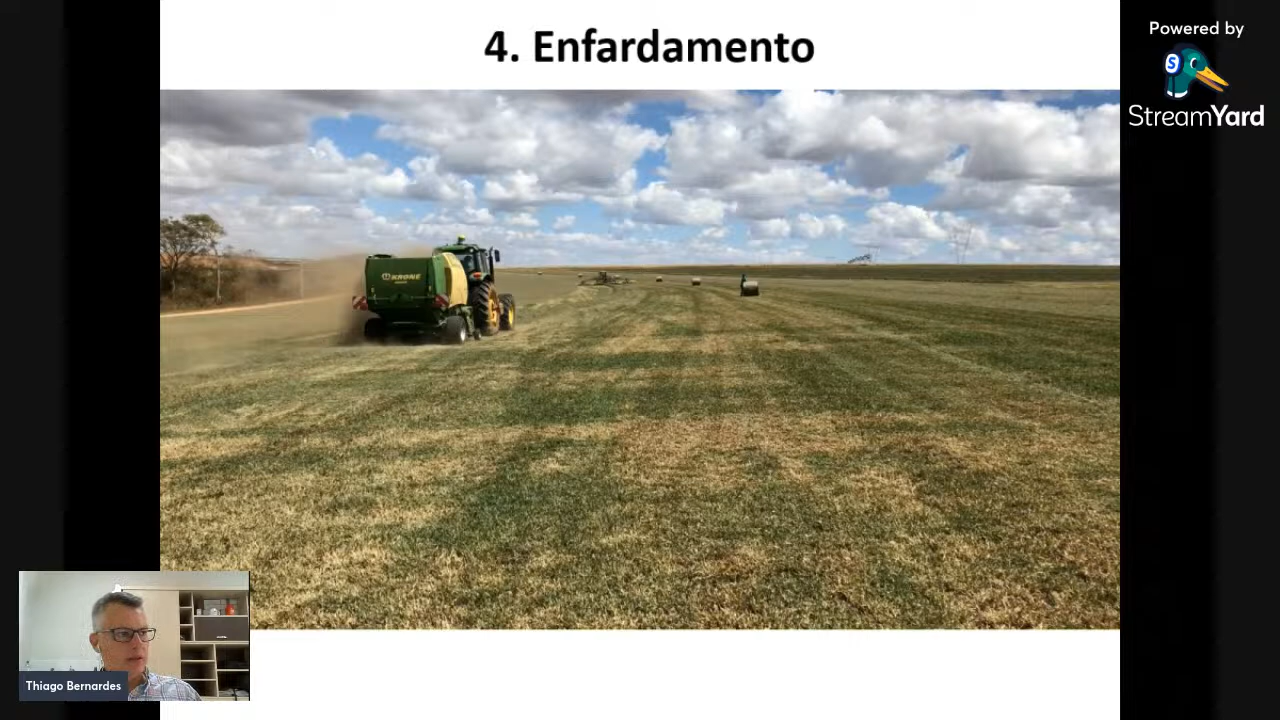 4. Enfardamento
Powered by
S
StreamYard
KRONE
Thiago Bernardes